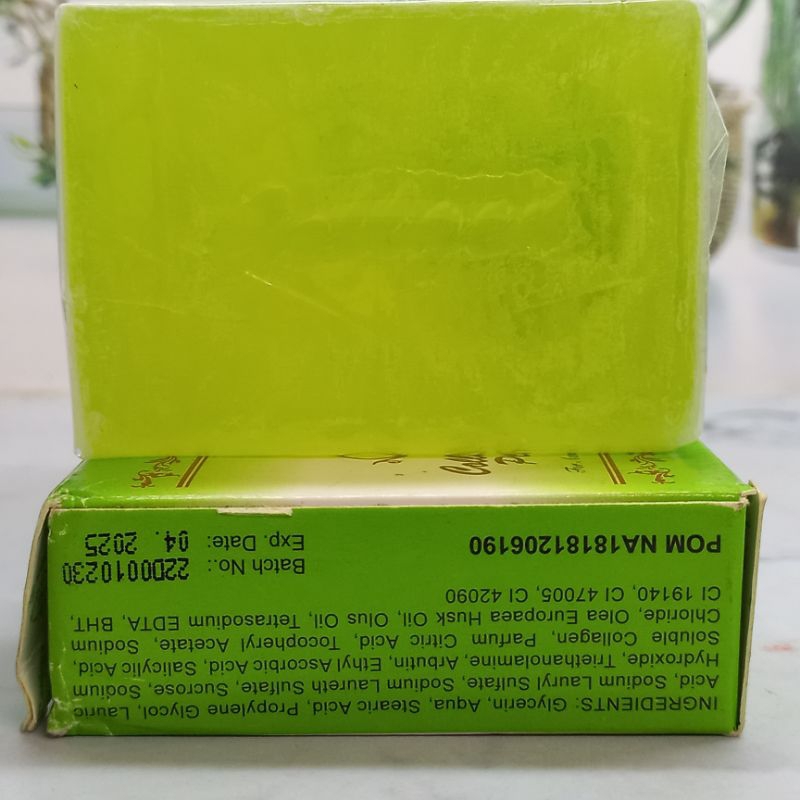 INGREDIENTS: Glycerin, Aqua, Stearic Acid, Propylene Glycol, Lauric
Acid, Sodium Lauryl Sulfate, Sodium Laureth Sulfate, Sucrose, Sodium
Hydroxide, Triethanolamine, Arbutin, Ethyl Ascorbic Acid, Salicylic Acid,
Soluble Collagen, Parfum, Citric Acid, Tocopheryl Acetate, Sodium
Chloride, Olea Europaea Husk Oil, Olus Oil, Tetrasodium EDTA, BHT,
CI 19140, CI 47005, CI 42090
POM NA18181206190
Batch No.: 22D0010230
Exp. Date: 04. 2025